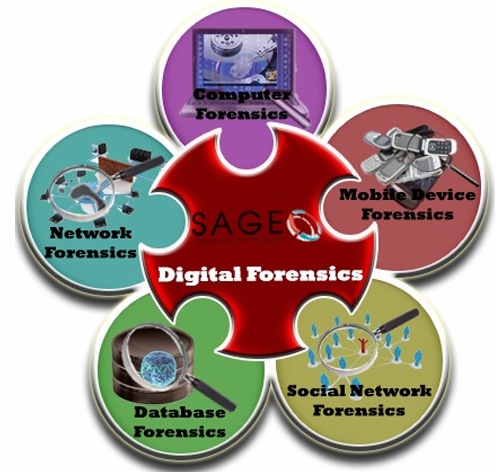 Computer
Forensics
Mobile Device
Forensics
Network
Forensics
SAGE
Digital Forensics
Social Network
Forensics
Database
Forensics